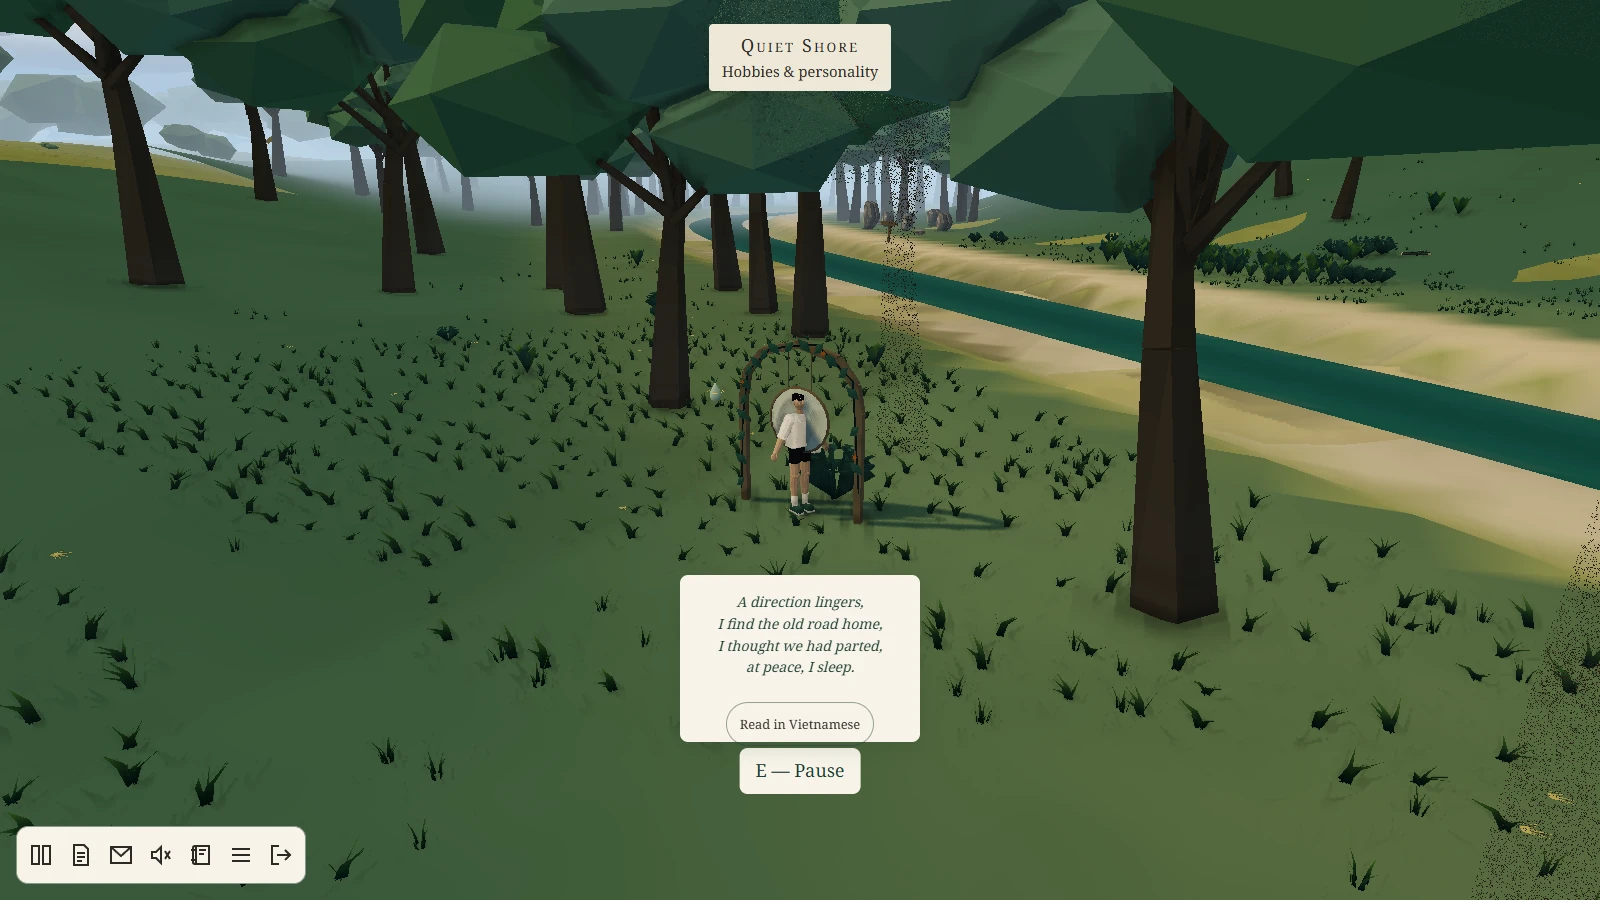 Quiet Shore
Hobbies & personality
A direction lingers,
I find the old road home,
I thought we had parted,
at peace, I sleep.
Read in Vietnamese
E — Pause